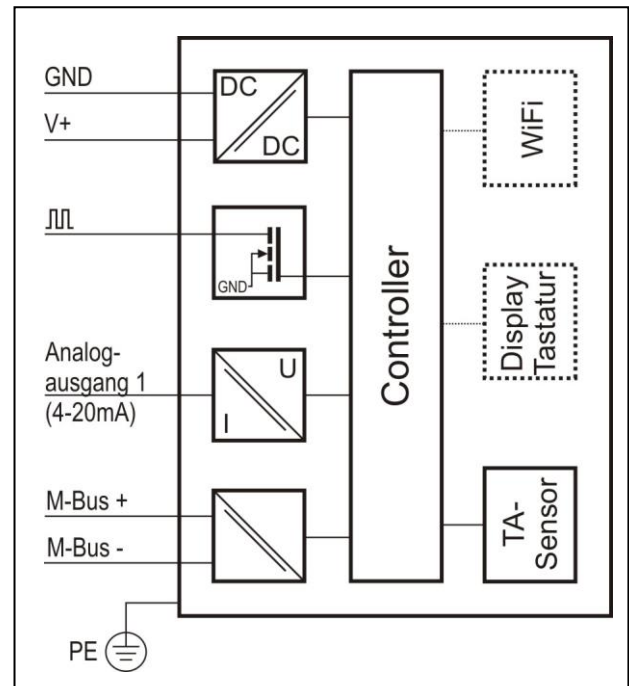 GND
V+
DC
DC
GND
Analog-
ausgang 1
(4-20mA)
U
I
M-Bus +
M-Bus -
PE
Controller
WiFi
Display
Tastatur
TA-
Sensor